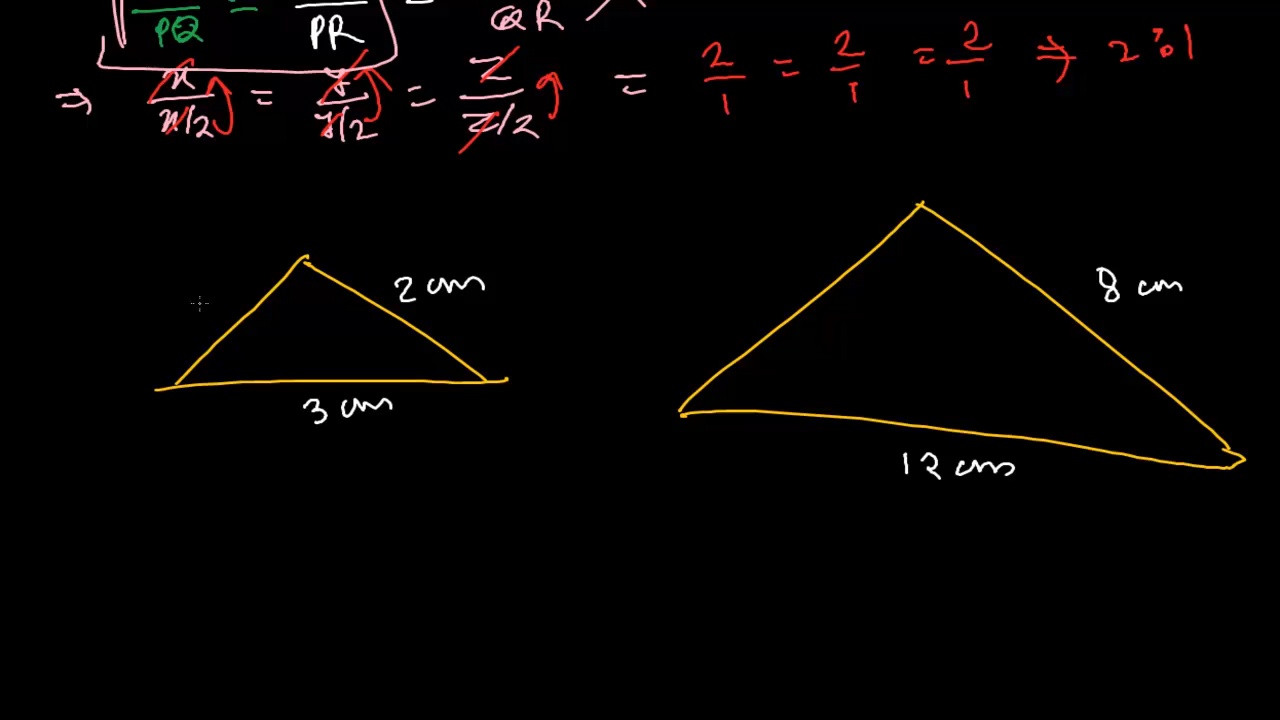 PQ = PR = QR
⇒ x/x/2 = y/y/2 = z/z/2 = 2/1 = 2/1 = 2/1 ⇒ 2:1
2 cm
8 cm
3 cm
12 cm